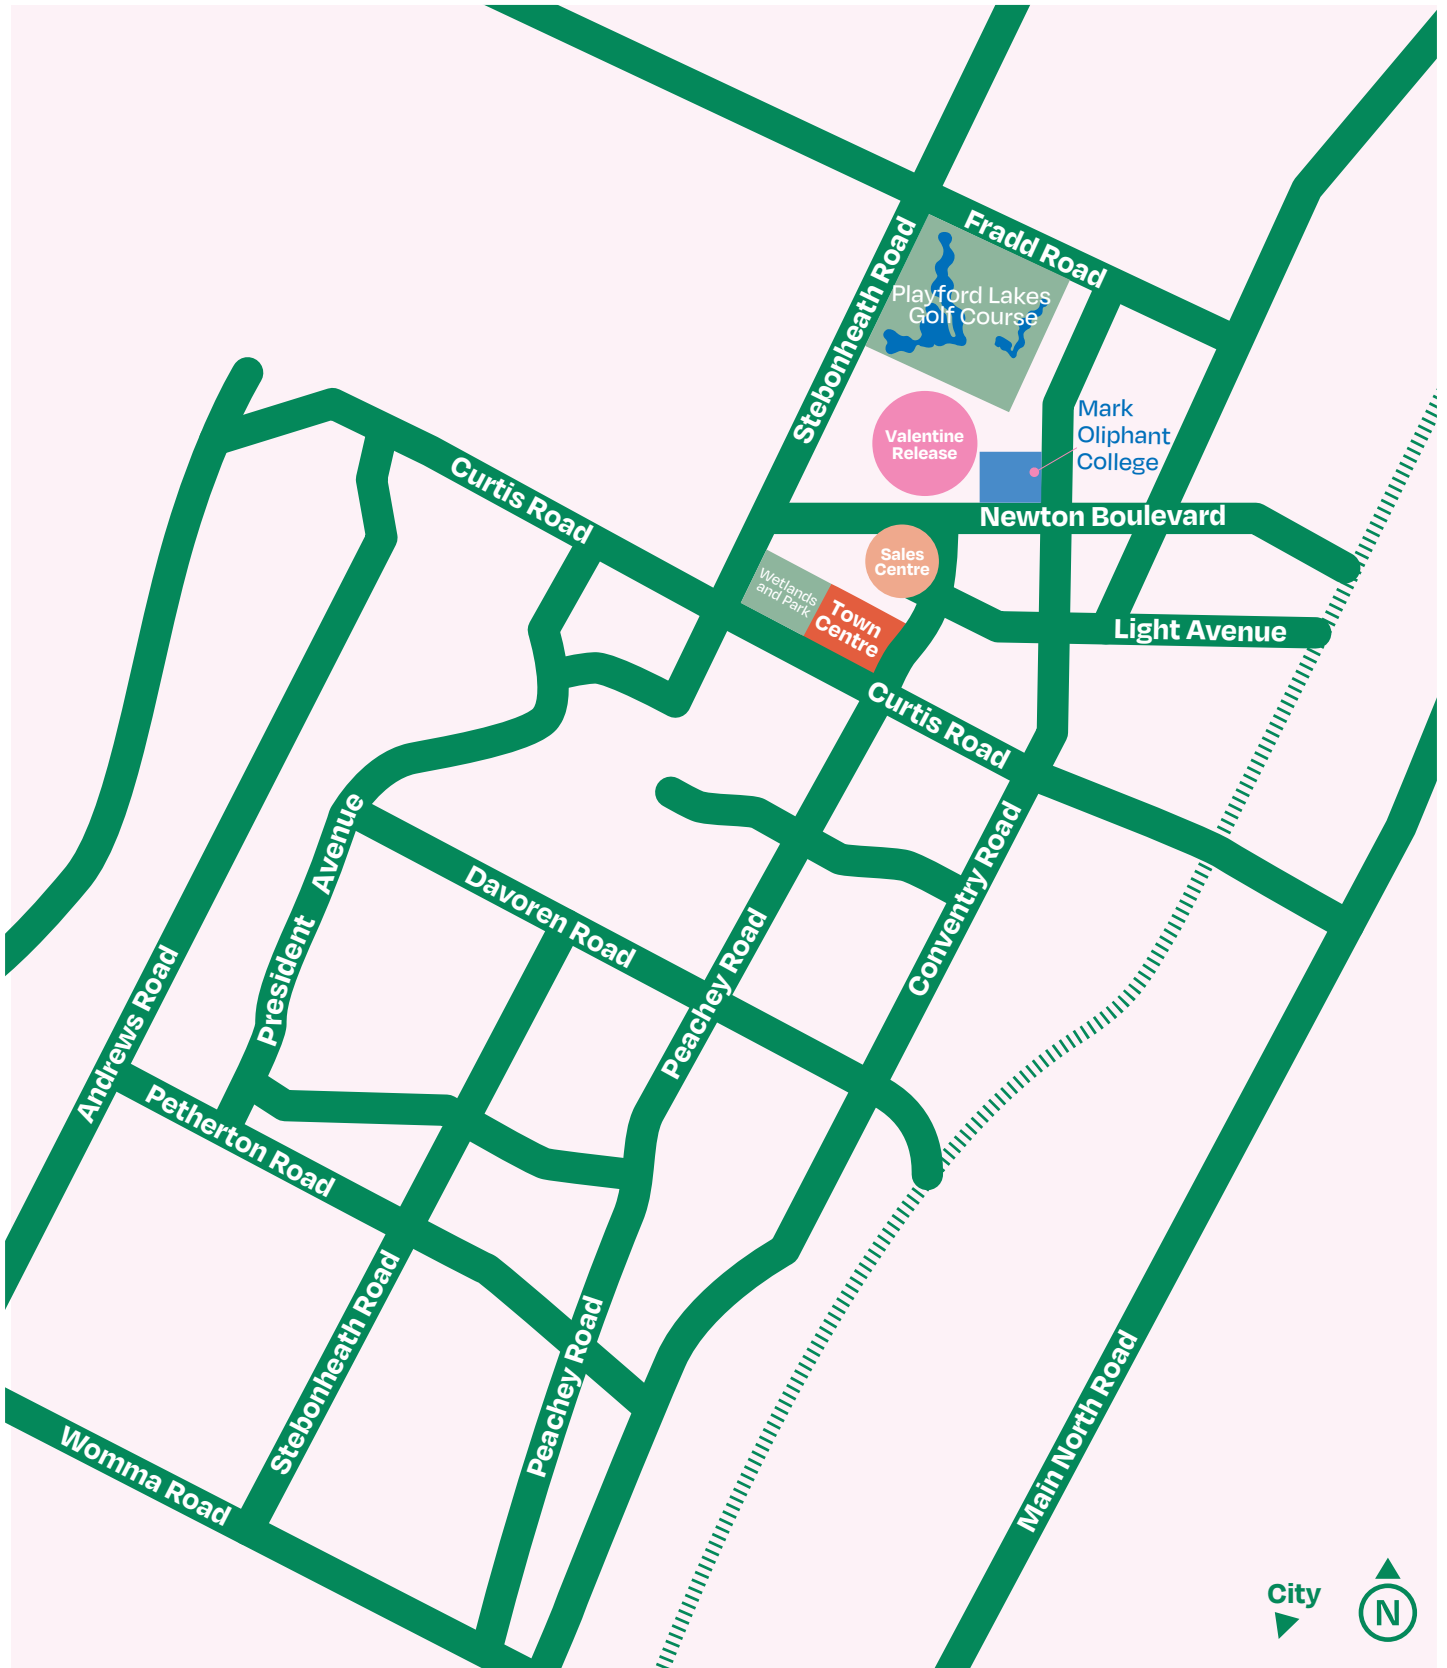 Fradd Road
Stebonheath Road
Playford Lakes
Golf Course
Valentine
Release
Mark
Oliphant
College
Newton Boulevard
Curtis Road
Sales
Centre
Wetlands
and Park
Town
Centre
Light Avenue
Curtis Road
President Avenue
Davoren Road
Coventry Road
Peachey Road
Andrews Road
Petherton Road
Stebonheath Road
Peachey Road
Main North Road
Womma Road
City
N